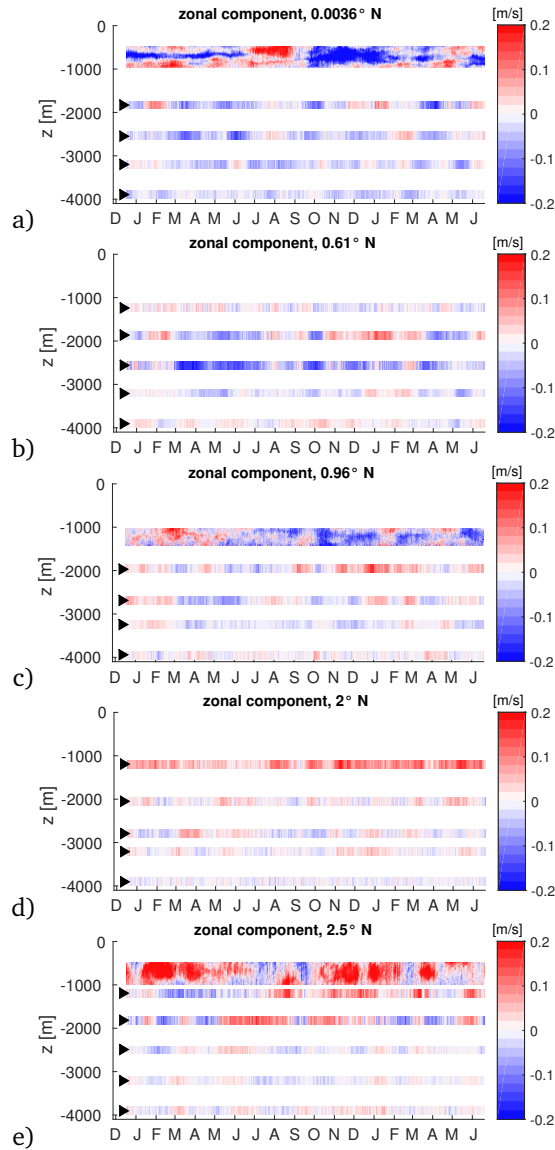 zonal component, 0.0036° N
[m/s]
0
-1000
-2000
-3000
-4000
z [m]
D J F M A M J J A S O N D J F M A M J
0.2
0.1
0
-0.1
-0.2
a)
zonal component, 0.61° N
[m/s]
0
-1000
-2000
-3000
-4000
z [m]
D J F M A M J J A S O N D J F M A M J
0.2
0.1
0
-0.1
-0.2
b)
zonal component, 0.96° N
[m/s]
0
-1000
-2000
-3000
-4000
z [m]
D J F M A M J J A S O N D J F M A M J
0.2
0.1
0
-0.1
-0.2
c)
zonal component, 2° N
[m/s]
0
-1000
-2000
-3000
-4000
z [m]
D J F M A M J J A S O N D J F M A M J
0.2
0.1
0
-0.1
-0.2
d)
zonal component, 2.5° N
[m/s]
0
-1000
-2000
-3000
-4000
z [m]
D J F M A M J J A S O N D J F M A M J
0.2
0.1
0
-0.1
-0.2
e)